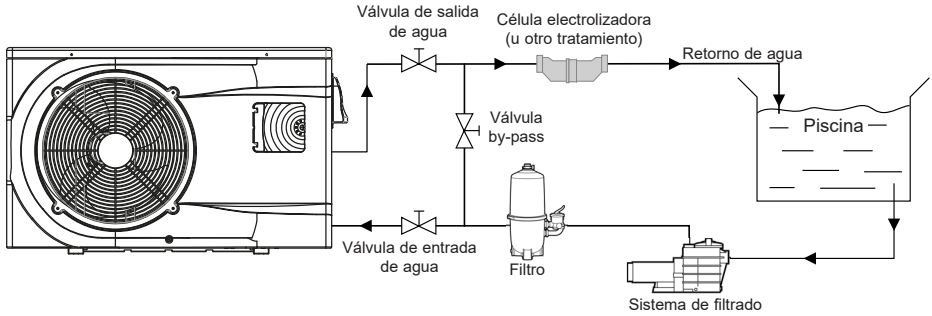 Válvula de salida
de agua
Célula electrolizadora
(u otro tratamiento)
Retorno de agua
Válvula
by-pass
Piscina
Válvula de entrada
de agua
Filtro
Sistema de filtrado